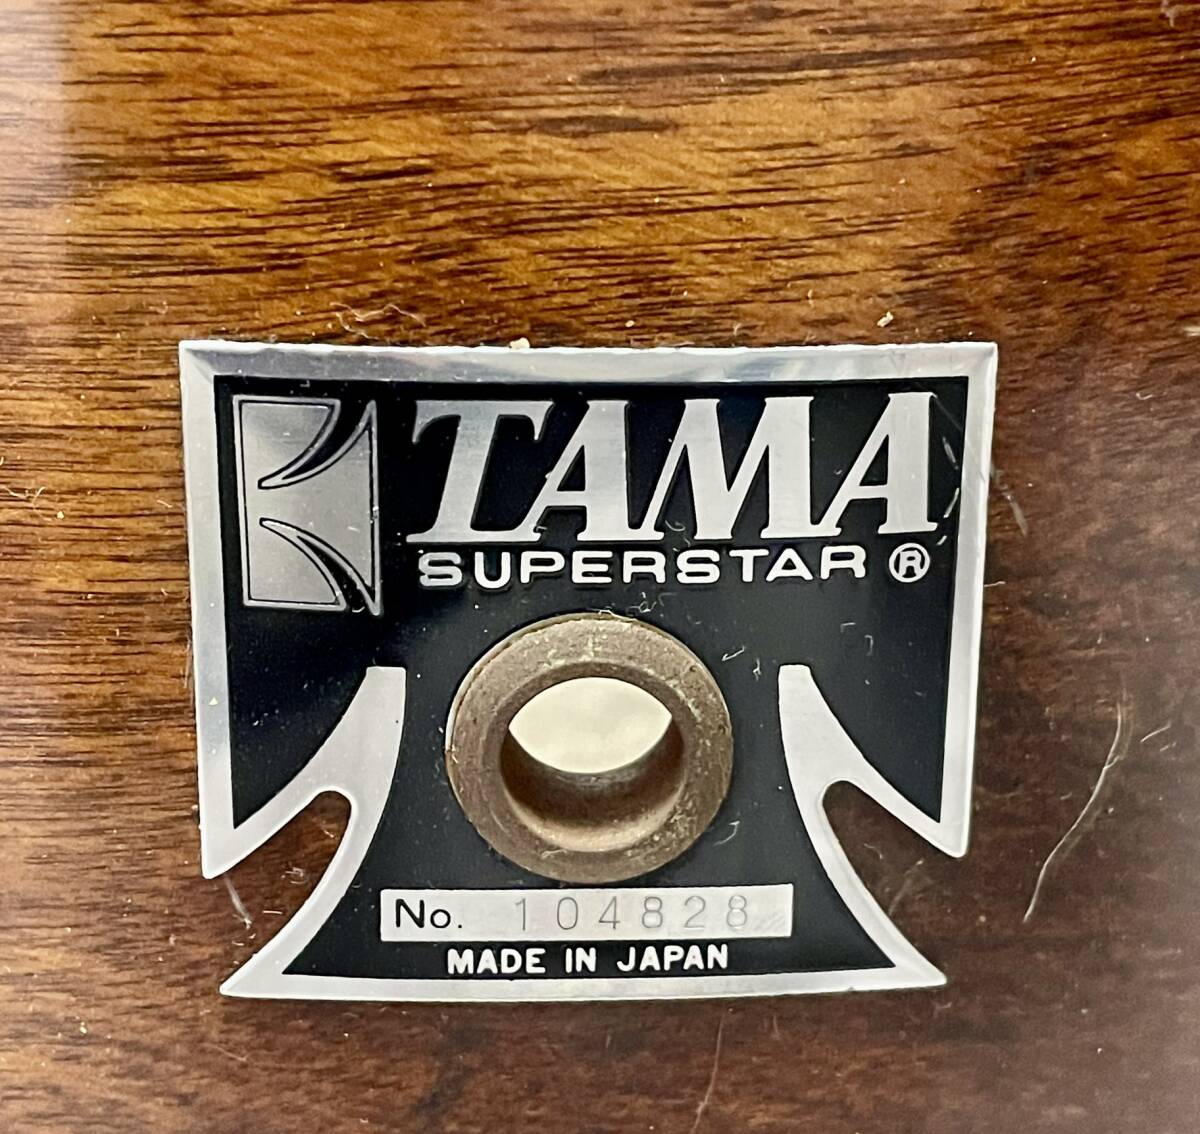 TAMA
SUPERSTAR ®
No. 104828
MADE IN JAPAN